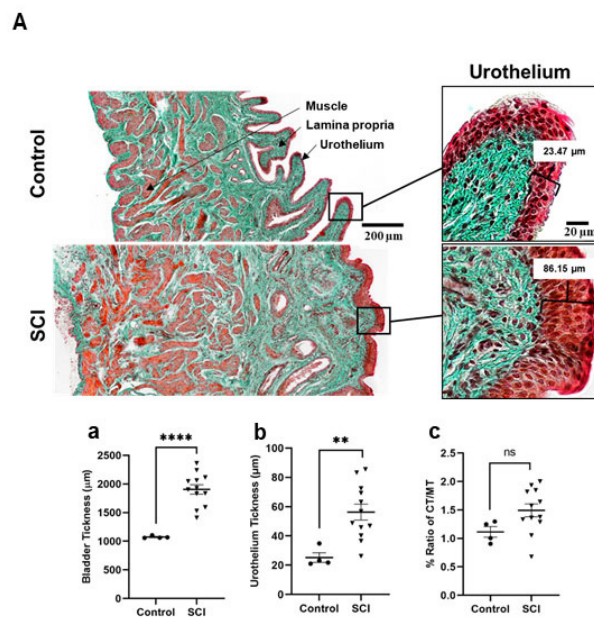 A
Urothelium
Control
Muscle
Lamina propria
Urothelium
200 µm
23.47 µm
20 µm
SCI
86.15 µm
a
Bladder Tickness (µm)
2500
2000
1500
1000
500
0
****
Control SCI
b
Urothelium Tickness (µm)
100
80
60
40
20
0
**
Control SCI
c
% Ratio of CT/MT
2.5
2.0
1.5
1.0
0.5
0.0
ns
Control SCI